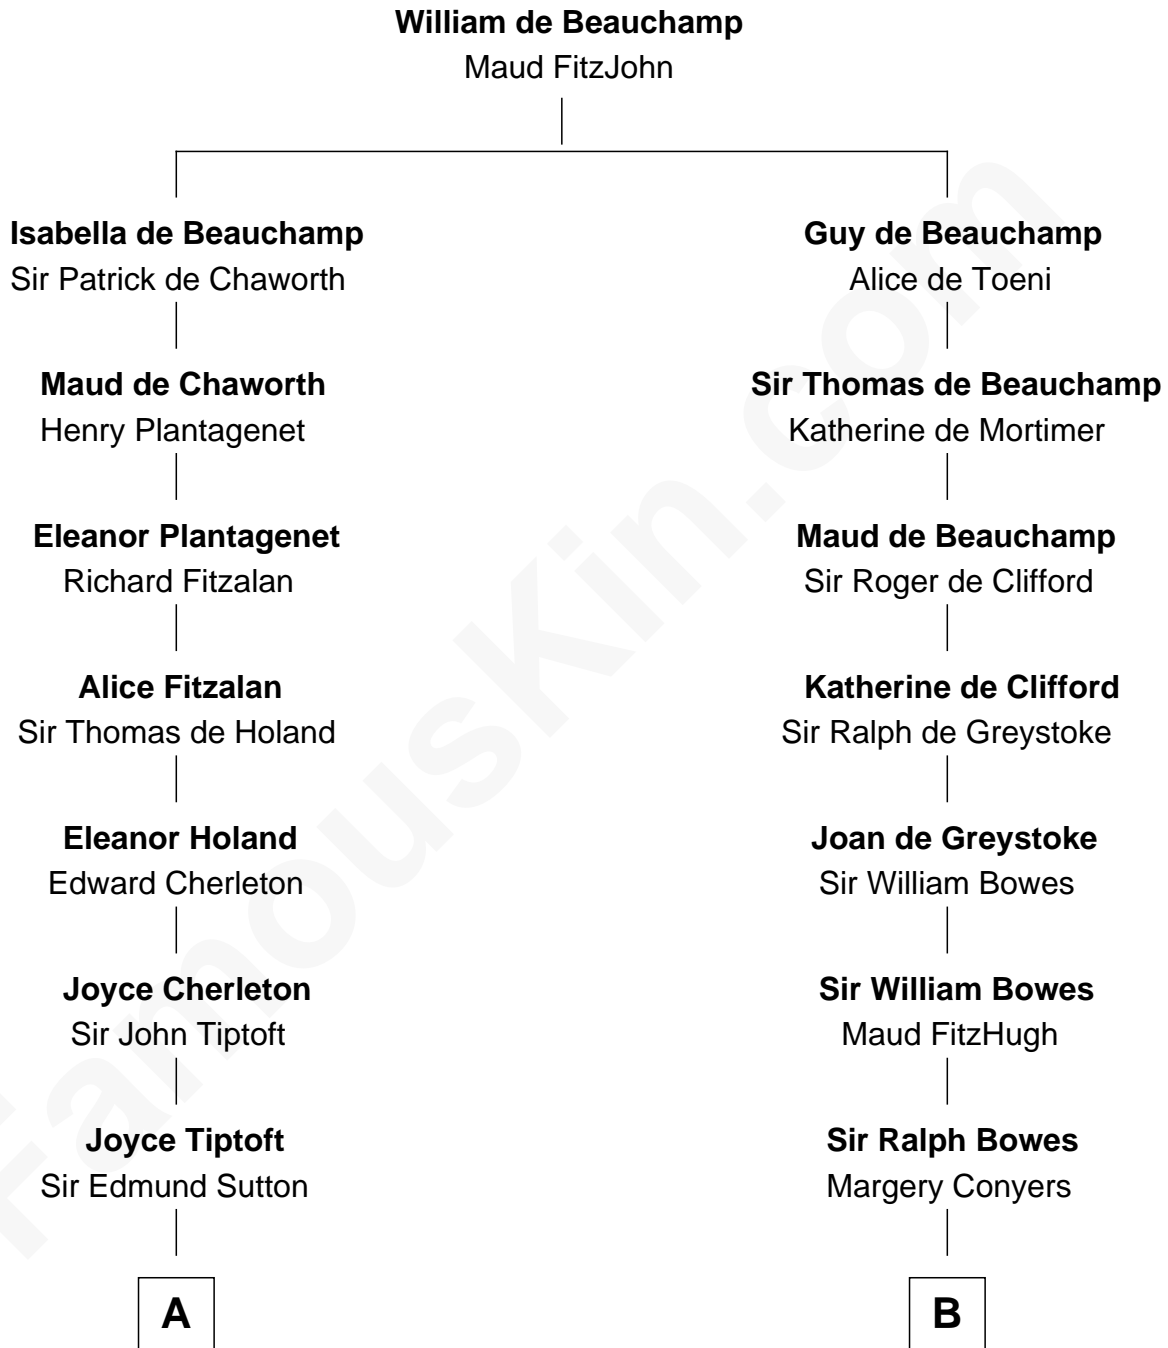 William de Beauchamp
Maud FitzJohn
Isabella de Beauchamp
Sir Patrick de Chaworth
Guy de Beauchamp
Alice de Toeni
Maud de Chaworth
Henry Plantagenet
Sir Thomas de Beauchamp
Katherine de Mortimer
Eleanor Plantagenet
Richard Fitzalan
Maud de Beauchamp
Sir Roger de Clifford
Alice Fitzalan
Sir Thomas de Holand
Katherine de Clifford
Sir Ralph de Greystoke
Eleanor Holand
Edward Cherleton
Joan de Greystoke
Sir William Bowes
Joyce Cherleton
Sir John Tiptoft
Sir William Bowes
Maud FitzHugh
Joyce Tiptoft
Sir Edmund Sutton
Sir Ralph Bowes
Margery Conyers
A
B
FamousKin.com